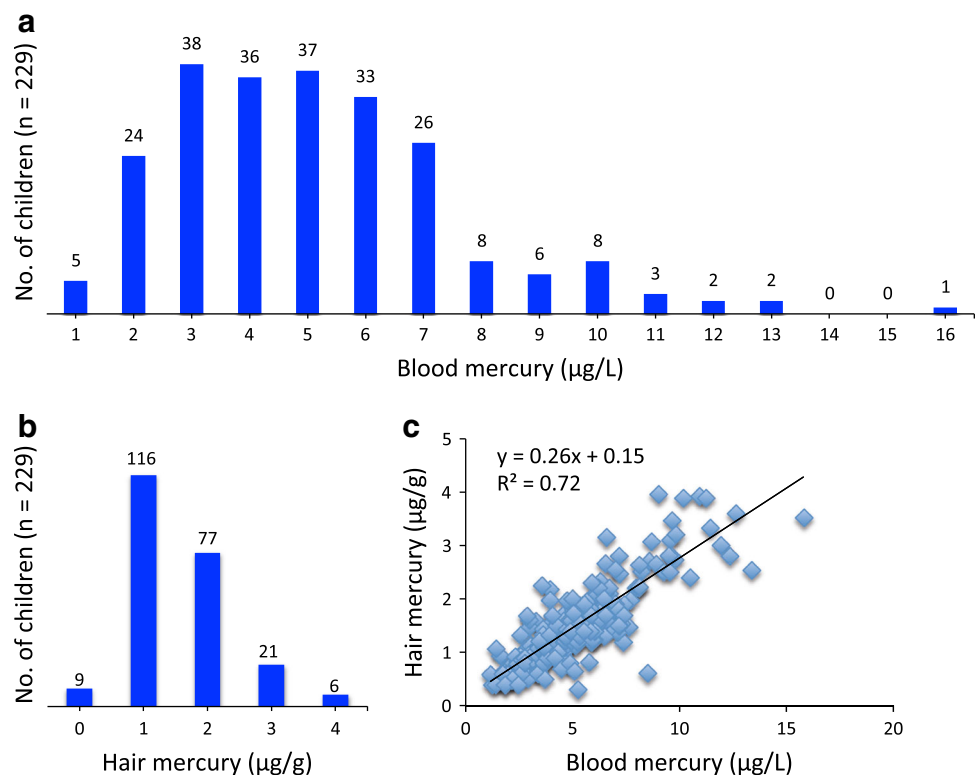 a
No. of children (n = 229)
5 24 38 36 37 33 26 8 6 8 3 2 2 0 0 1
1 2 3 4 5 6 7 8 9 10 11 12 13 14 15 16
Blood mercury (µg/L)
b
No. of children (n = 229)
9 116 77 21 6
0 1 2 3 4
Hair mercury (µg/g)
c
Hair mercury (µg/g)
y = 0.26x + 0.15
R² = 0.72
5
4
3
2
1
0
0 5 10 15 20
Blood mercury (µg/L)